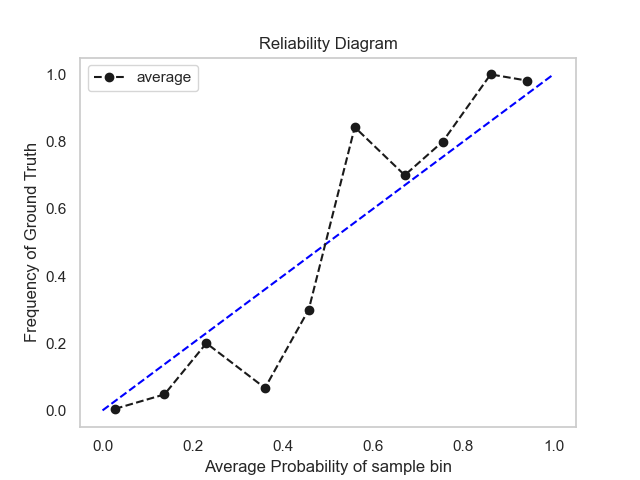 Reliability Diagram
average
Frequency of Ground Truth
1.0
0.8
0.6
0.4
0.2
0.0
0.0 0.2 0.4 0.6 0.8 1.0
Average Probability of sample bin